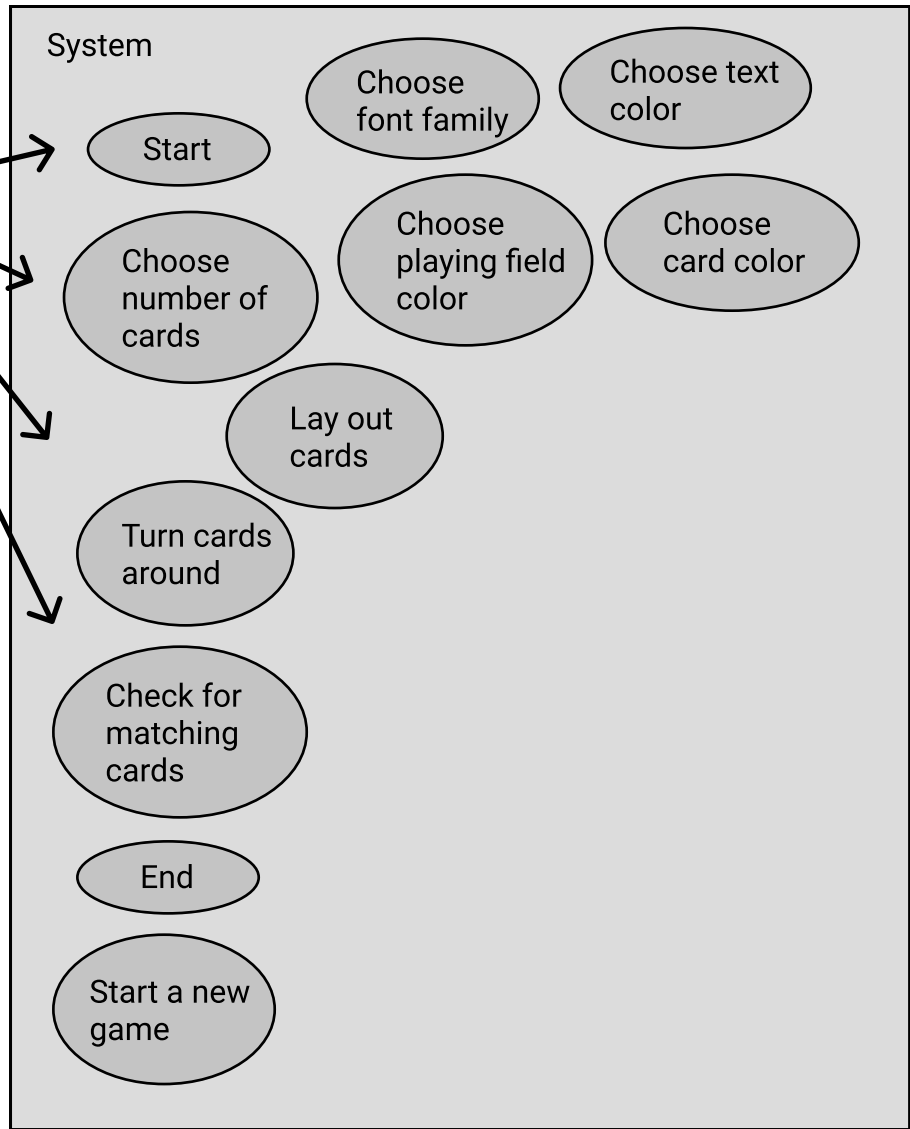 System
Choose
font family
Choose text
color
Start
Choose
number of
cards
Choose
playing field
color
Choose
card color
Lay out
cards
Turn cards
around
Check for
matching
cards
End
Start a new
game